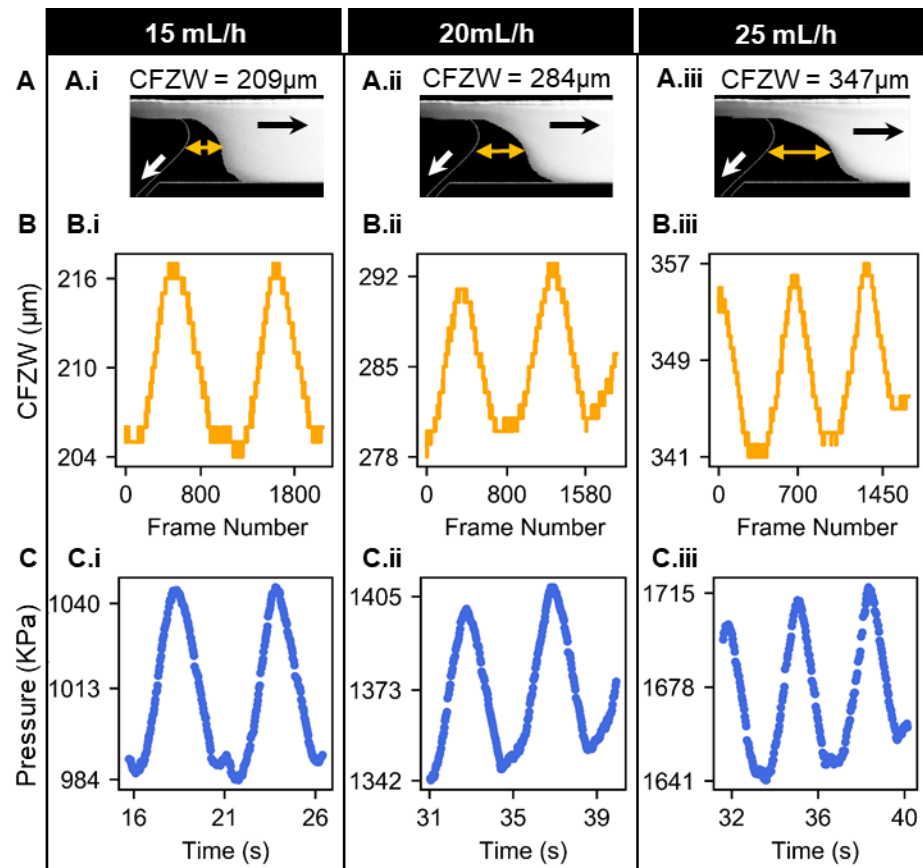 15 mL/h 20mL/h 25 mL/h
A A.i A.ii A.iii
CFZW = 209µm CFZW = 284µm CFZW = 347µm
B B.i B.ii B.iii
CFZW (µm)
216 210 204
0 800 1800
Frame Number
292 285 278
0 800 1580
Frame Number
357 349 341
0 700 1450
Frame Number
C C.i C.ii C.iii
Pressure (KPa)
1040 1013 984
16 21 26
Time (s)
1405 1373 1342
31 35 39
Time (s)
1715 1678 1641
32 36 40
Time (s)